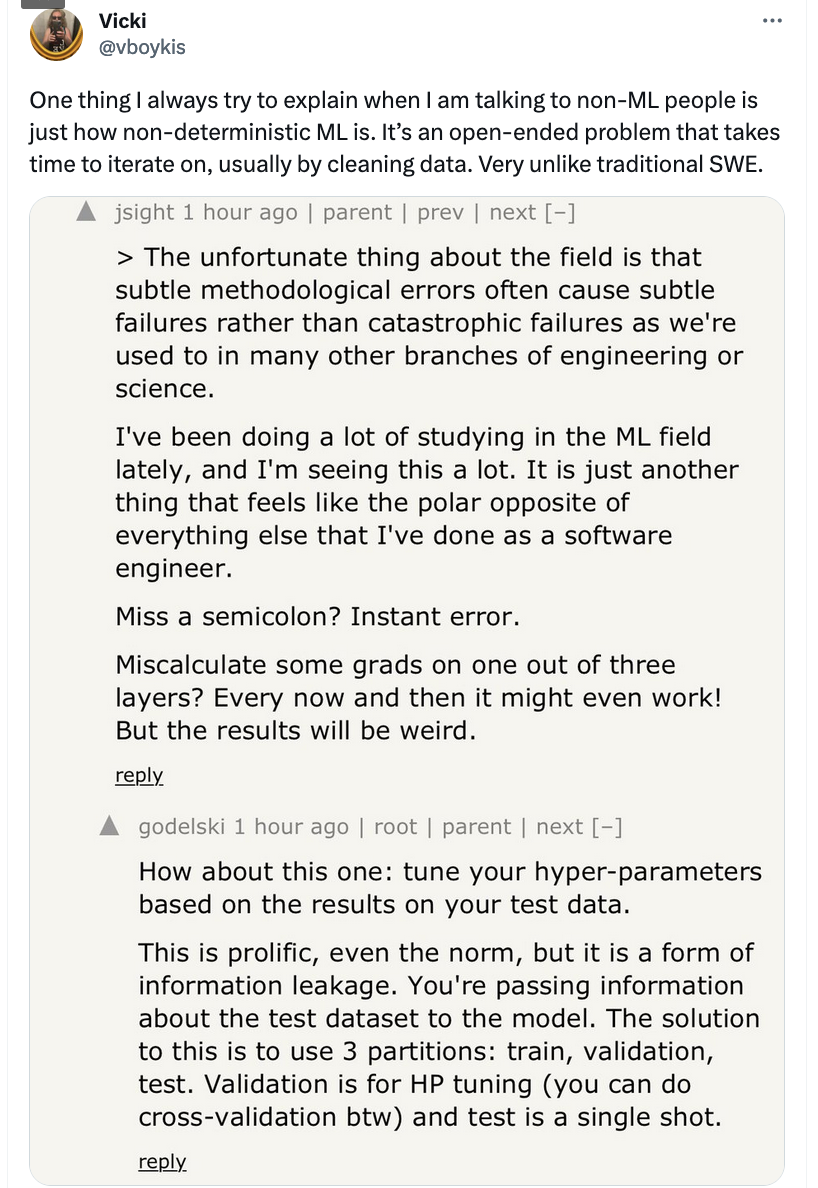 Vicki
@vboykis
One thing I always try to explain when I am talking to non-ML people is
just how non-deterministic ML is. It’s an open-ended problem that takes
time to iterate on, usually by cleaning data. Very unlike traditional SWE.
jsight 1 hour ago | parent | prev | next [–]
> The unfortunate thing about the field is that
subtle methodological errors often cause subtle
failures rather than catastrophic failures as we're
used to in many other branches of engineering or
science.
I've been doing a lot of studying in the ML field
lately, and I'm seeing this a lot. It is just another
thing that feels like the polar opposite of
everything else that I've done as a software
engineer.
Miss a semicolon? Instant error.
Miscalculate some grads on one out of three
layers? Every now and then it might even work!
But the results will be weird.
reply
godelski 1 hour ago | root | parent | next [–]
How about this one: tune your hyper-parameters
based on the results on your test data.
This is prolific, even the norm, but it is a form of
information leakage. You're passing information
about the test dataset to the model. The solution
to this is to use 3 partitions: train, validation,
test. Validation is for HP tuning (you can do
cross-validation btw) and test is a single shot.
reply